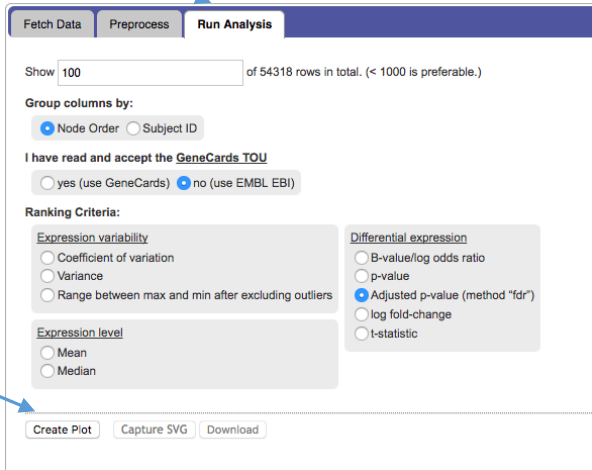 Fetch Data Preprocess Run Analysis
Show 100 of 54318 rows in total. (< 1000 is preferable.)
Group columns by:
Node Order Subject ID
I have read and accept the GeneCards TOU
yes (use GeneCards) no (use EMBL EBI)
Ranking Criteria:
Expression variability
Coefficient of variation
Variance
Range between max and min after excluding outliers
Expression level
Mean
Median
Differential expression
B-value/log odds ratio
p-value
Adjusted p-value (method "fdr")
log fold-change
t-statistic
Create Plot Capture SVG Download